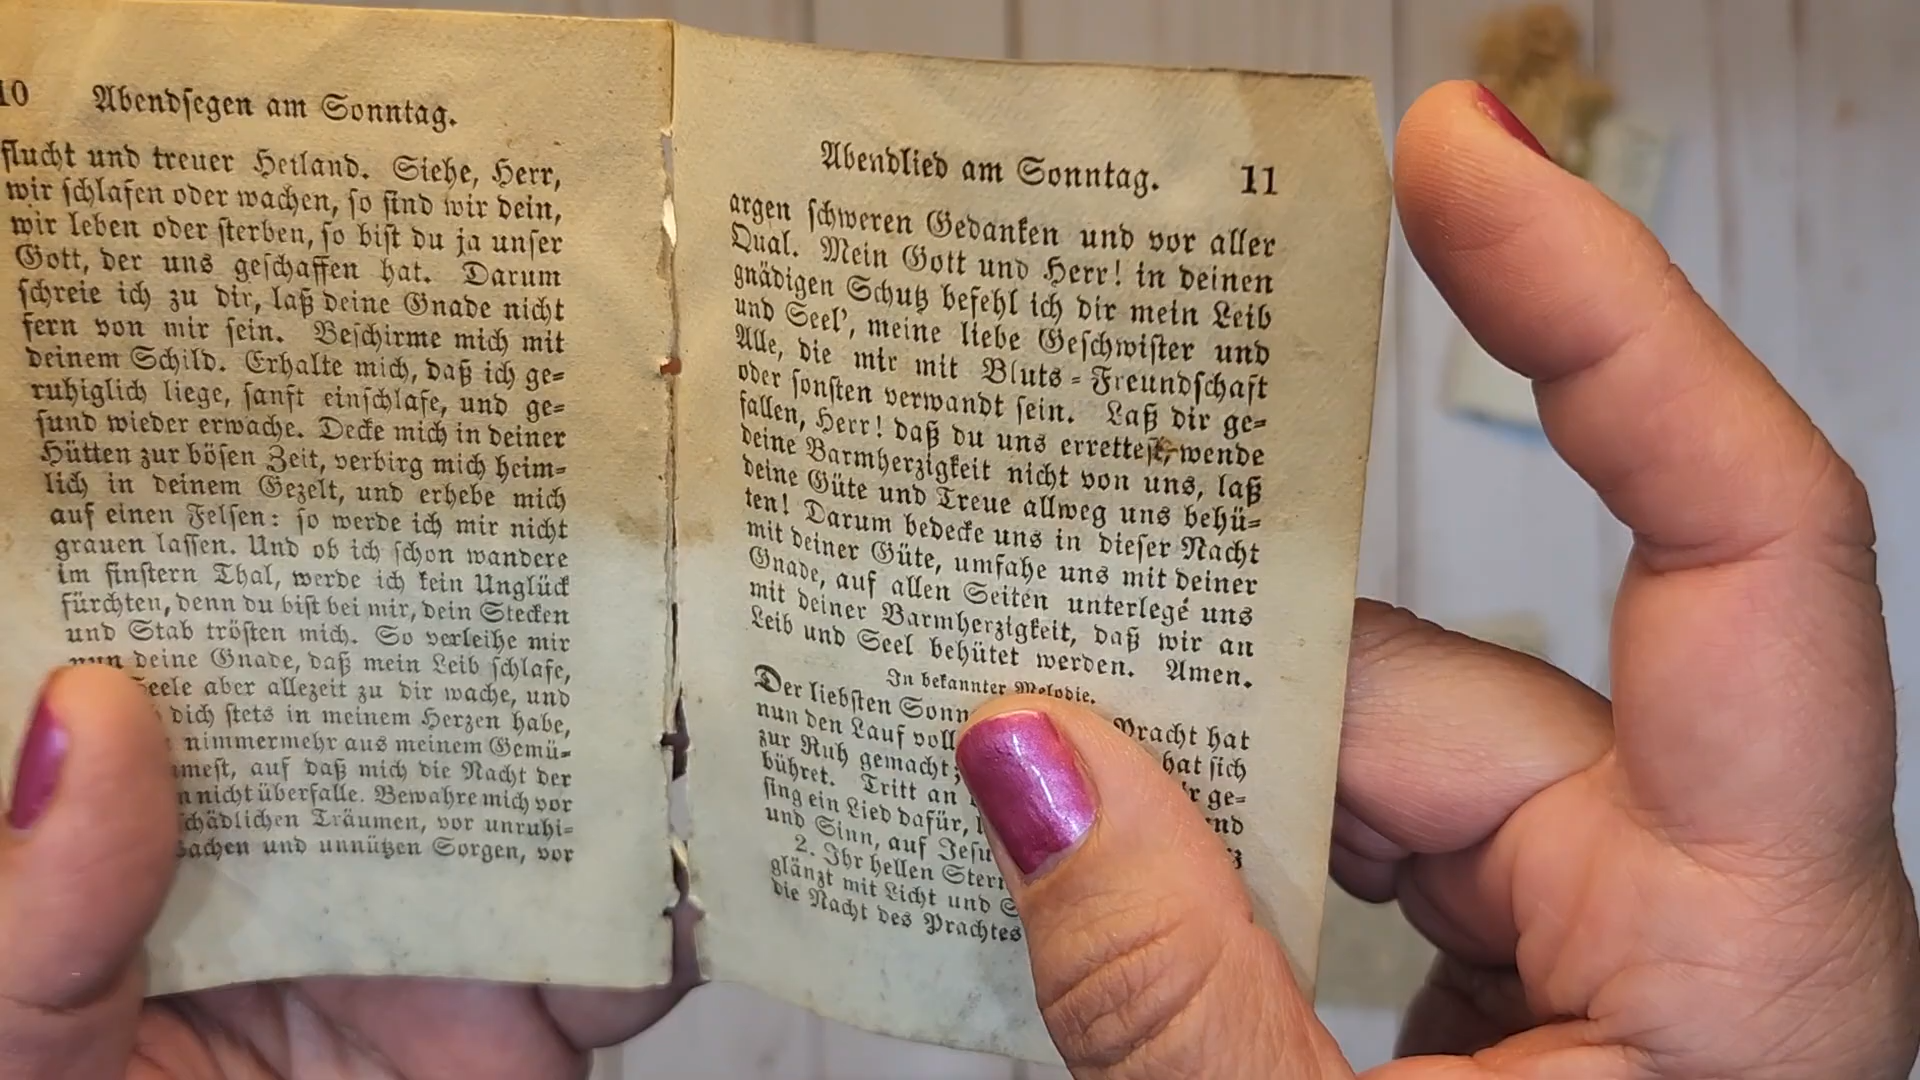 10 Abendsegen am Sonntag.
flucht und treuer Heiland. Siehe, Herr,
wir schlafen oder wachen, so sind wir dein,
wir leben oder sterben, so bist du ja unser
Gott, der uns geschaffen hat. Darum
schreie ich zu dir, laß deine Gnade nicht
fern von mir sein. Beschirme mich mit
deinem Schild. Erhalte mich, daß ich ge=
ruhiglich liege, sanft einschlafe, und ge=
sund wieder erwache. Decke mich in deiner
Hütten zur bösen Zeit, verbirg mich heim=
lich in deinem Gezelt, und erhebe mich
auf einen Felsen: so werde ich mir nicht
grauen lassen. Und ob ich schon wandere
im finstern Thal, werde ich kein Unglück
fürchten, denn du bist bei mir, dein Stecken
und Stab trösten mich. So verleihe mir
nun deine Gnade, daß mein Leib schlafe,
Seele aber allezeit zu dir wache, und
dich stets in meinem Herzen habe,
nimmermehr aus meinem Gemü=
mest, auf daß mich die Nacht der
nicht überfalle. Bewahre mich vor
schädlichen Träumen, vor unruhi=
Sachen und unnützen Sorgen, vor
Abendlied am Sonntag. 11
argen schweren Gedanken und vor aller
Qual. Mein Gott und Herr! in deinen
gnädigen Schutz befehl ich dir mein Leib
und Seel', meine liebe Geschwister und
Alle, die mir mit Bluts=Freundschaft
oder sonsten verwandt sein. Laß dir ge=
fallen, Herr! daß du uns errettest, wende
deine Barmherzigkeit nicht von uns, laß
deine Güte und Treue allweg uns behü=
ten! Darum bedecke uns in dieser Nacht
mit deiner Güte, umfahe uns mit deiner
Gnade, auf allen Seiten unterlege uns
mit deiner Barmherzigkeit, daß wir an
Leib und Seel behütet werden. Amen.
In bekannter Melodie.
Der liebsten Sonn Pracht hat
nun den Lauf voll hat sich
zur Ruh gemacht; ir ge=
bühret. Tritt an nd
sing ein Lied dafür,
und Sinn, auf Jesu
2. Ihr hellen Stern
glänzt mit Licht und
die Nacht des Prachtes